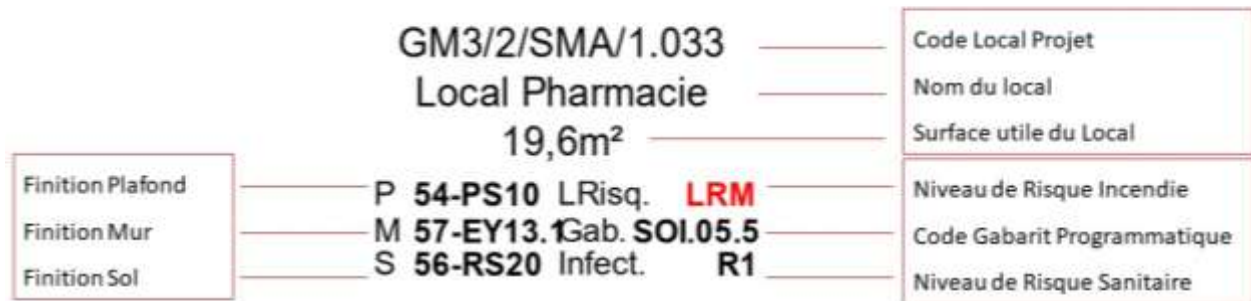 GM3/2/SMA/1.033
Code Local Projet
Local Pharmacie
Nom du local
19,6m²
Surface utile du Local
Finition Plafond
P 54-PS10 LRisq. LRM
Niveau de Risque Incendie
Finition Mur
M 57-EY13.1Gab. SOI.05.5
Code Gabarit Programmatique
Finition Sol
S 56-RS20 Infect. R1
Niveau de Risque Sanitaire